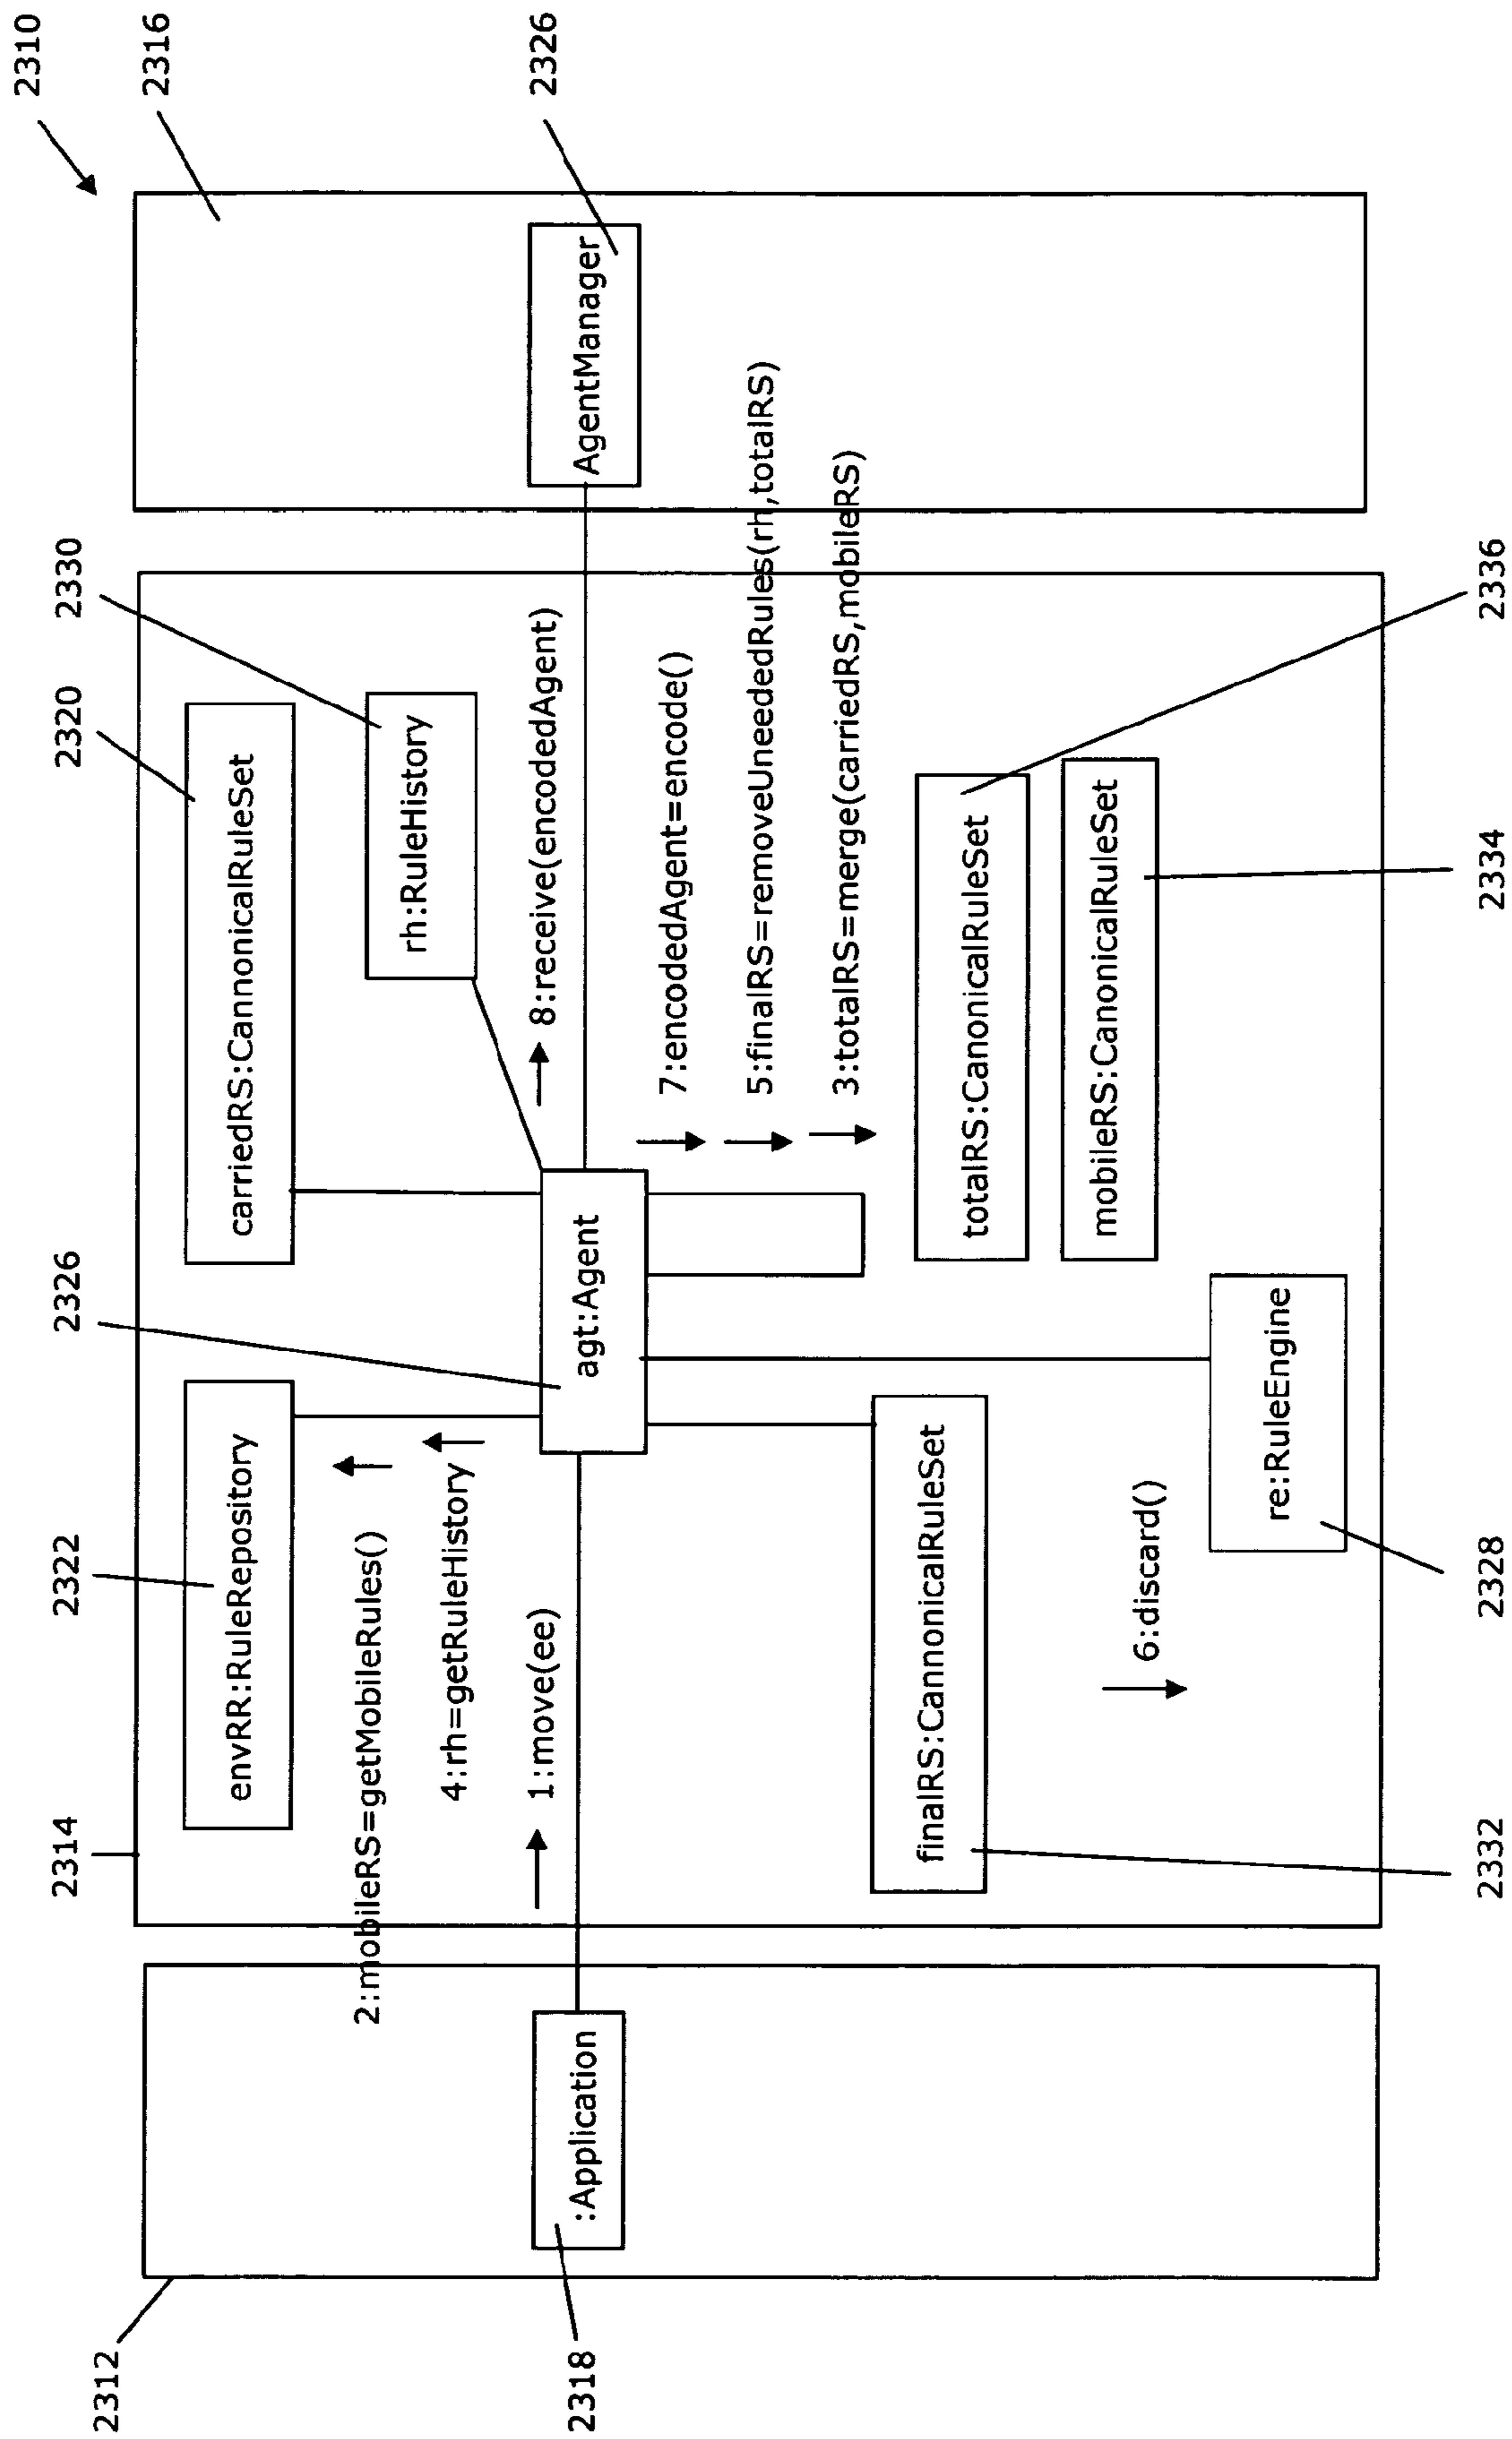 2310
2316
2326
2320
2330
2326
2322
2314
carriedRS:CannonicalRuleSet
rh:RuleHistory
envRR:RuleRepository
2:mobileRS=getMobileRules()
4:rh=getRuleHistory
1:move(ee)
8:receive(encodedAgent)
AgentManager
agt:Agent
:Application
2312
2318
7:encodedAgent=encode()
5:finalRS=removeUneededRules(rh,totalRS)
3:totalRS=merge(carriedRS,mobileRS)
totalRS:CanonicalRuleSet
mobileRS:CanonicalRuleSet
finalRS:CannonicalRuleSet
6:discard()
re:RuleEngine
2332
2328
2334
2336